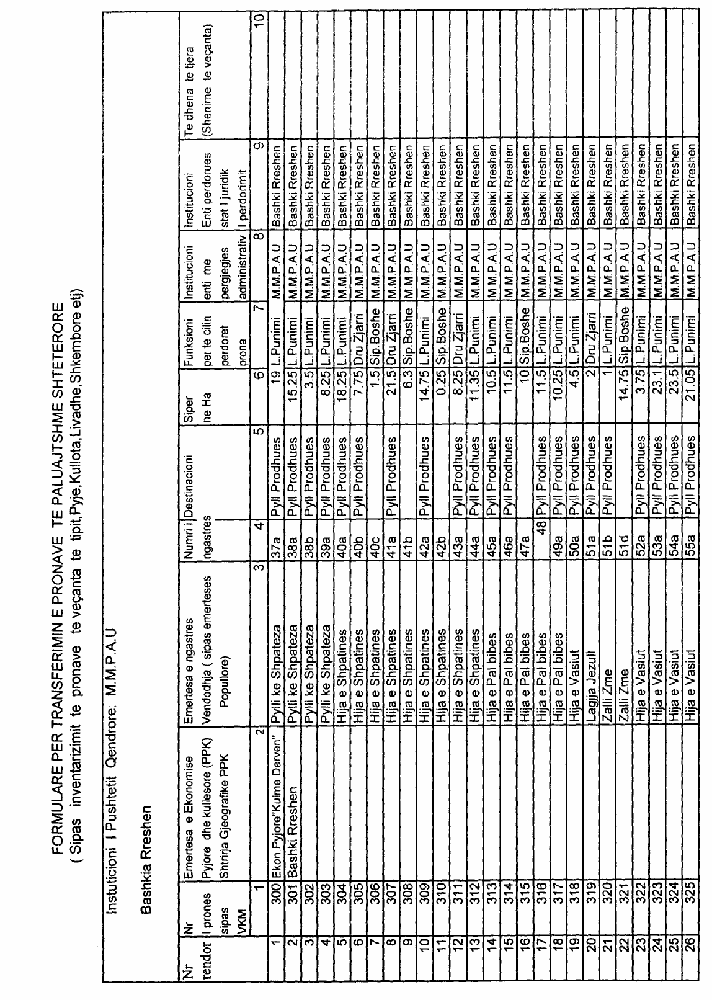 FORMULARE PER TRANSFERIMIN E PRONAVE TE PALUAJTSHME SHTETERORE
( Sipas inventarizimit te pronave te veçanta te tipit,Pyje,Kullota,Livadhe,Shkembore etj)
Instuticioni I Pushtetit Qendrore: M.M.P.A.U
Bashkia Rreshen
Nr Nr Emertesa e Ekonomise Emertesa e ngastres Numri i Destinacioni Siper Funksioni Institucioni Institucioni Te dhena te tjera
rendor I prones Pyjore dhe kullesore (PPK) Vendodhja ( sipas emerteses ngastres ne Ha per te cilin enti me Enti perdorues (Shenime te veçanta)
sipas Shtrirja Gjeografike PPK Popullore) perdoret pergjegjes stat I juridik
VKM prona administrativ I perdorimit
1 2 3 4 5 6 7 8 9 10
1 300 Ekon.Pyjore"Kulme Derven" Pylli ke Shpateza 37a Pyll Prodhues 19 L.Punimi M.M.P.A.U Bashki Rreshen
2 301 Bashki Rreshen Pylli ke Shpateza 38a Pyll Prodhues 15.25 L.Punimi M.M.P.A.U Bashki Rreshen
3 302 Pylli ke Shpateza 38b Pyll Prodhues 3.5 L.Punimi M.M.P.A.U Bashki Rreshen
4 303 Pylli ke Shpateza 39a Pyll Prodhues 8.25 L.Punimi M.M.P.A.U Bashki Rreshen
5 304 Hija e Shpatines 40a Pyll Prodhues 18.25 L.Punimi M.M.P.A.U Bashki Rreshen
6 305 Hija e Shpatines 40b Pyll Prodhues 7.75 Dru Zjarri M.M.P.A.U Bashki Rreshen
7 306 Hija e Shpatines 40c 1.5 Sip.Boshe M.M.P.A.U Bashki Rreshen
8 307 Hija e Shpatines 41a Pyll Prodhues 21.5 Dru Zjarri M.M.P.A.U Bashki Rreshen
9 308 Hija e Shpatines 41b 6.3 Sip.Boshe M.M.P.A.U Bashki Rreshen
10 309 Hija e Shpatines 42a Pyll Prodhues 14.75 L.Punimi M.M.P.A.U Bashki Rreshen
11 310 Hija e Shpatines 42b 0.25 Sip.Boshe M.M.P.A.U Bashki Rreshen
12 311 Hija e Shpatines 43a Pyll Prodhues 8.25 Dru Zjarri M.M.P.A.U Bashki Rreshen
13 312 Hija e Shpatines 44a Pyll Prodhues 11.35 L.Punimi M.M.P.A.U Bashki Rreshen
14 313 Hija e Pal bibes 45a Pyll Prodhues 10.5 L.Punimi M.M.P.A.U Bashki Rreshen
15 314 Hija e Pal bibes 46a Pyll Prodhues 11.5 L.Punimi M.M.P.A.U Bashki Rreshen
16 315 Hija e Pal bibes 47a 10 Sip.Boshe M.M.P.A.U Bashki Rreshen
17 316 Hija e Pal bibes 48 Pyll Prodhues 11.5 L.Punimi M.M.P.A.U Bashki Rreshen
18 317 Hija e Pal bibes 49a Pyll Prodhues 10.25 L.Punimi M.M.P.A.U Bashki Rreshen
19 318 Hija e Vasiut 50a Pyll Prodhues 4.5 L.Punimi M.M.P.A.U Bashki Rreshen
20 319 Lagjja Jezull 51a Pyll Prodhues 2 Dru Zjarri M.M.P.A.U Bashki Rreshen
21 320 Zalli Zme 51b Pyll Prodhues 1 L.Punimi M.M.P.A.U Bashki Rreshen
22 321 Zalli Zme 51d 14.75 Sip.Boshe M.M.P.A.U Bashki Rreshen
23 322 Hija e Vasiut 52a Pyll Prodhues 3.75 L.Punimi M.M.P.A.U Bashki Rreshen
24 323 Hija e Vasiut 53a Pyll Prodhues 23.1 L.Punimi M.M.P.A.U Bashki Rreshen
25 324 Hija e Vasiut 54a Pyll Prodhues 23.5 L.Punimi M.M.P.A.U Bashki Rreshen
26 325 Hija e Vasiut 55a Pyll Prodhues 21.05 L.Punimi M.M.P.A.U Bashki Rreshen